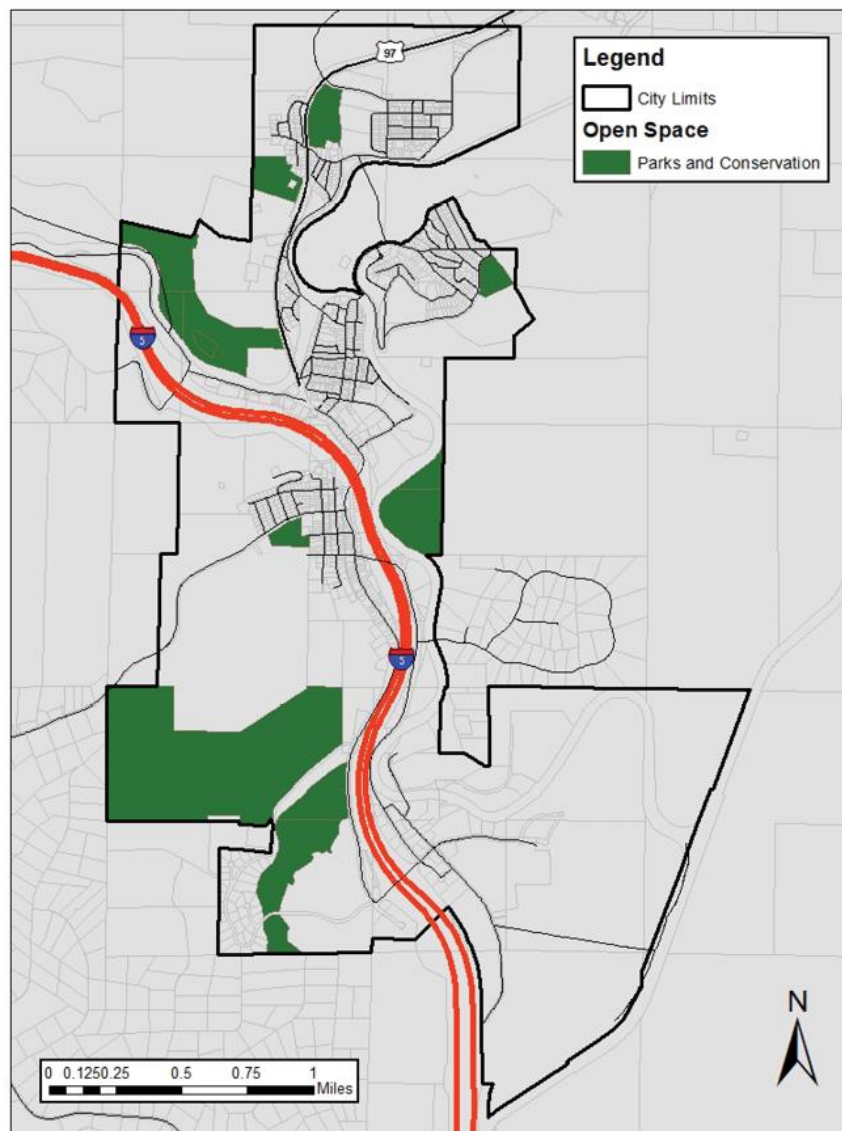 97
Legend
City Limits
Open Space
Parks and Conservation
5
5
N
0 0.1250.25 0.5 0.75 1
Miles